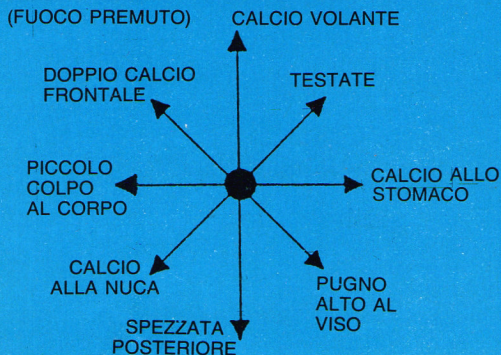 (FUOCO PREMUTO)
CALCIO VOLANTE
DOPPIO CALCIO
FRONTALE
TESTATE
PICCOLO
COLPO
AL CORPO
CALCIO ALLO
STOMACO
CALCIO
ALLA NUCA
PUGNO
ALTO AL
VISO
SPEZZATA
POSTERIORE